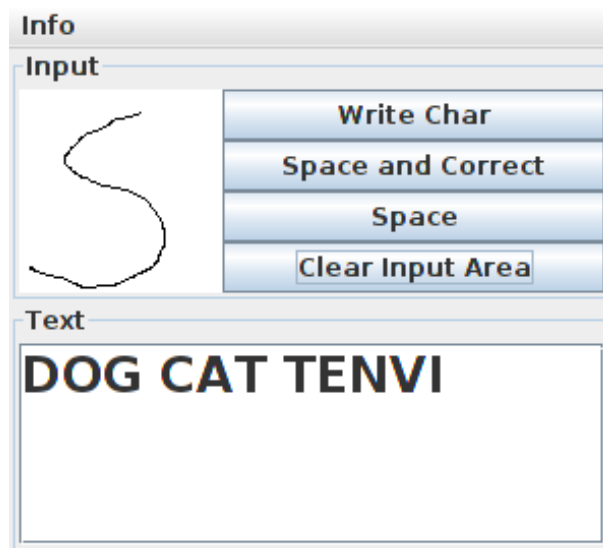 Info
Input
S
Write Char
Space and Correct
Space
Clear Input Area
Text
DOG CAT TENVI